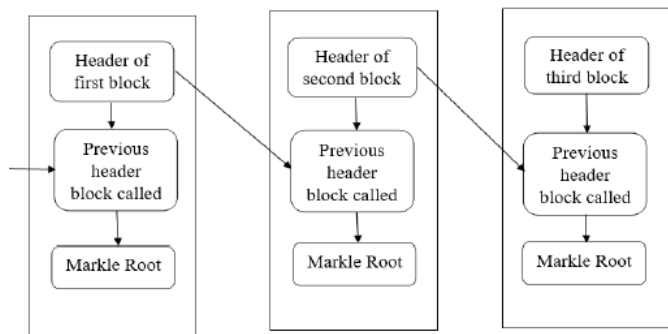 Header of
first block
Previous
header
block called
Markle Root
Header of
second block
Previous
header
block called
Markle Root
Header of
third block
Previous
header
block called
Markle Root